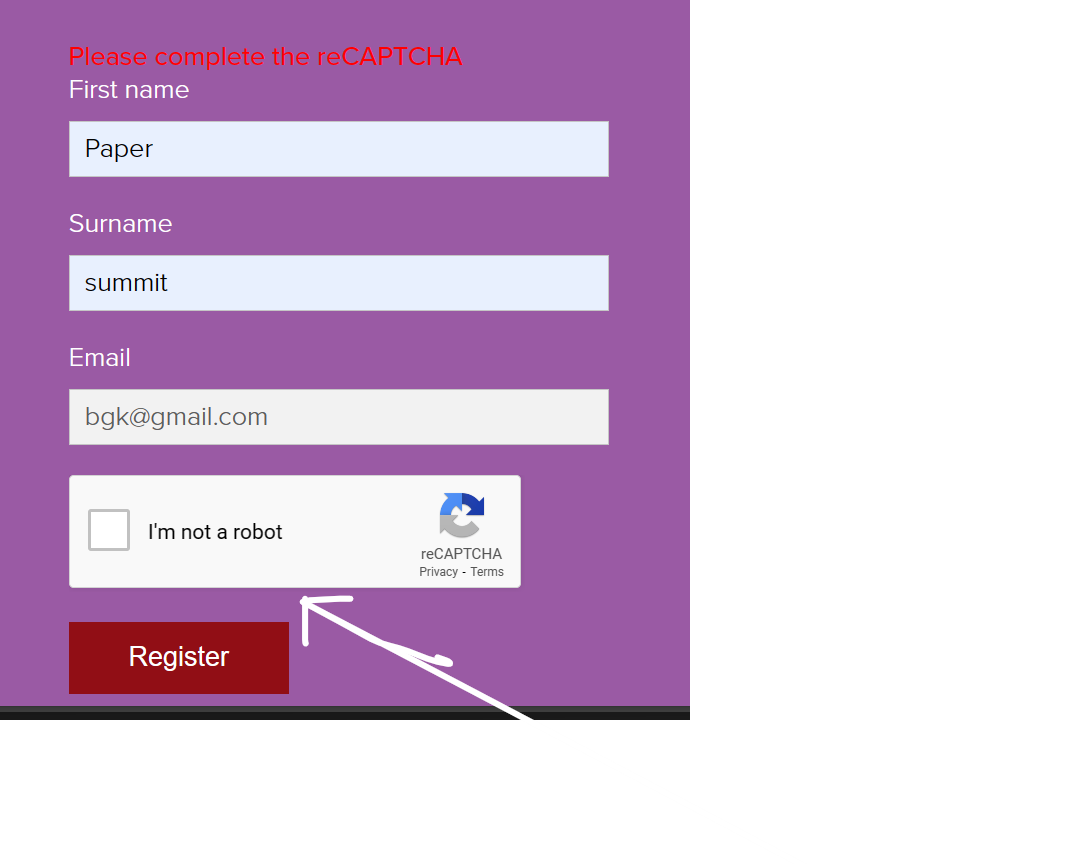 Please complete the reCAPTCHA
First name
Paper
Surname
summit
Email
bgk@gmail.com
I'm not a robot
reCAPTCHA
Privacy - Terms
Register